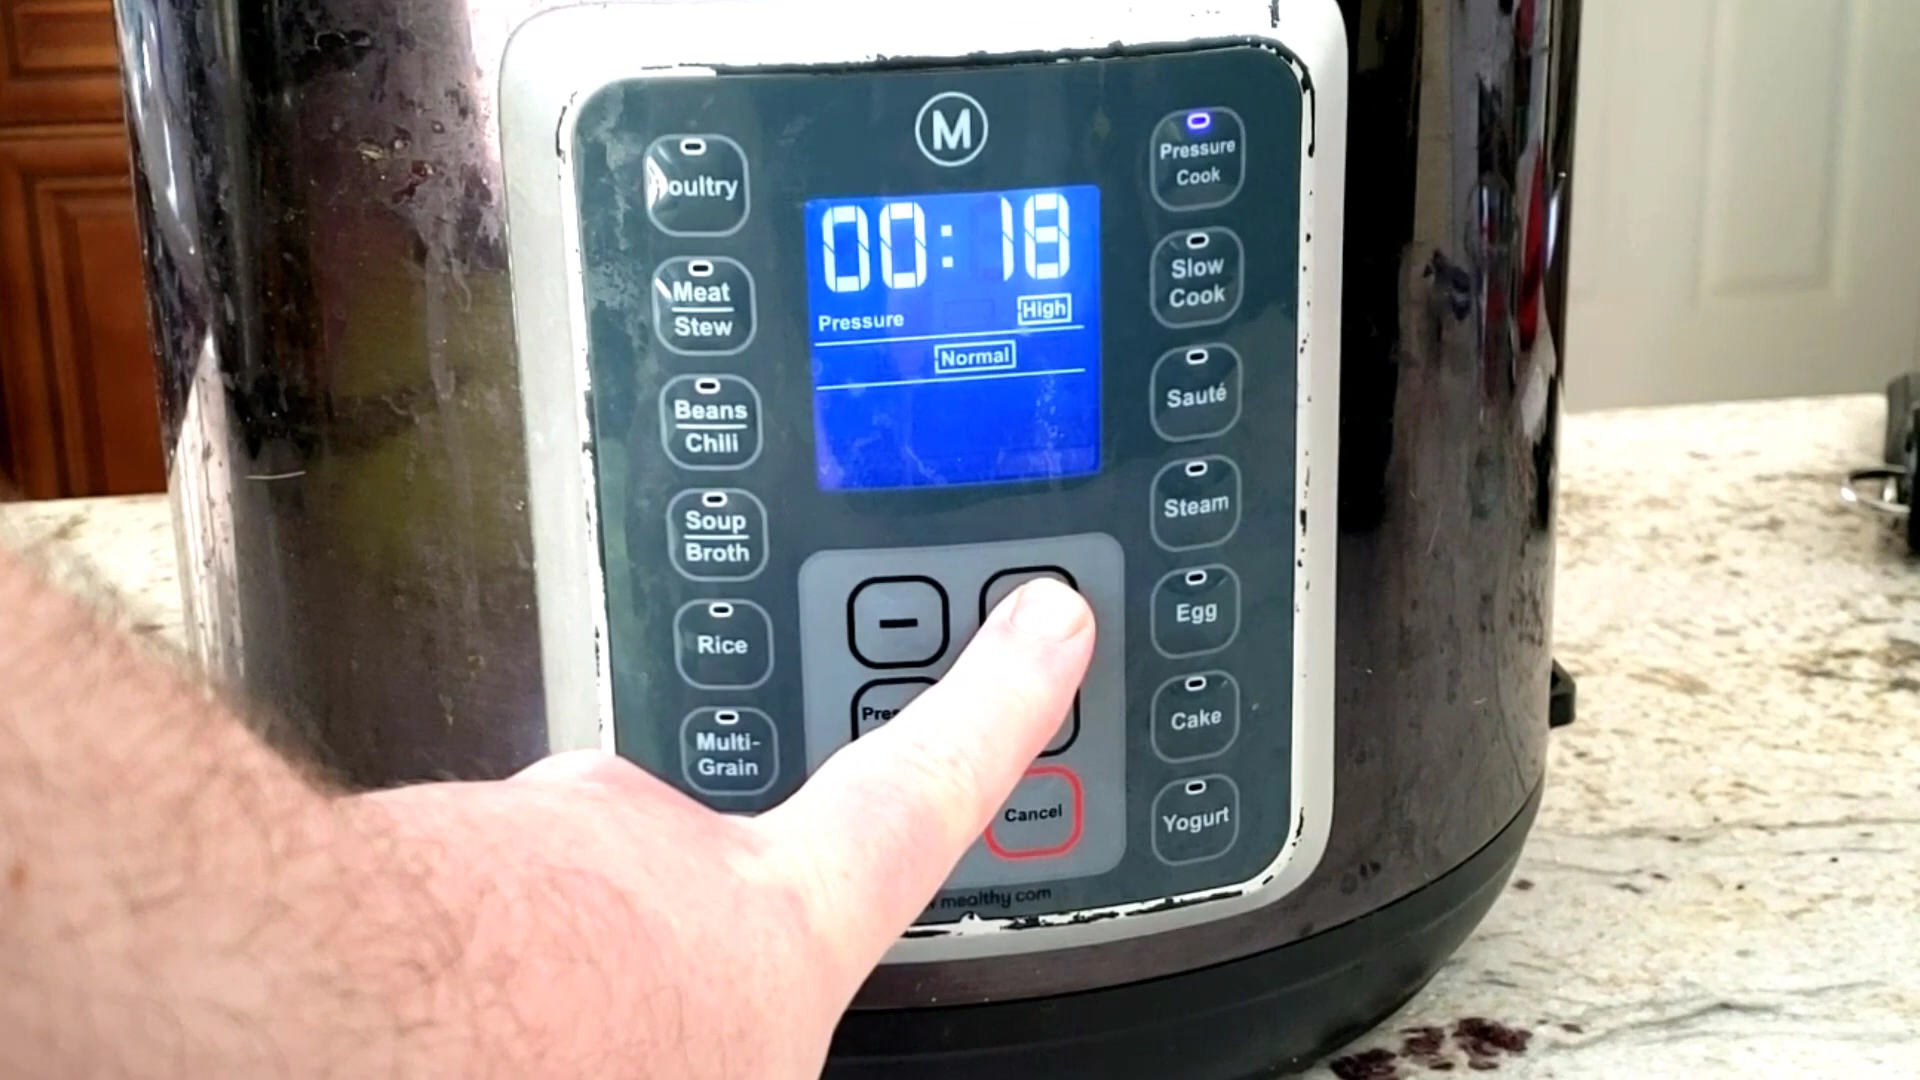 M
oultry
Meat
Stew
Beans
Chili
Soup
Broth
Rice
Multi-
Grain
00:18
Pressure High
Normal
Pressure
Cook
Slow
Cook
Sauté
Steam
Egg
Cake
Yogurt
−
Pres
Cancel
mealthy.com